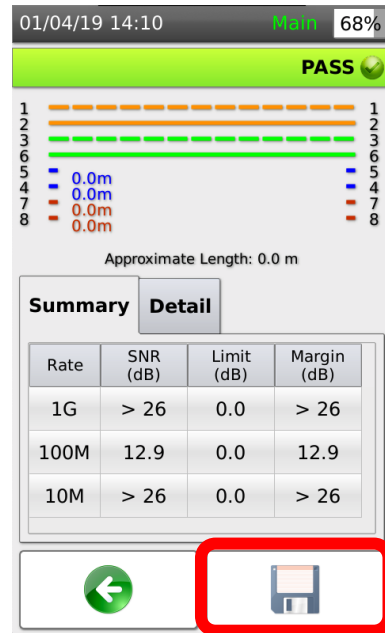 01/04/19 14:10 Main 68%
PASS
1 1
2 2
3 3
6 6
5 0.0m 5
4 0.0m 4
7 0.0m 7
8 0.0m 8
Approximate Length: 0.0 m
Summary Detail
Rate SNR (dB) Limit (dB) Margin (dB)
1G > 26 0.0 > 26
100M 12.9 0.0 12.9
10M > 26 0.0 > 26